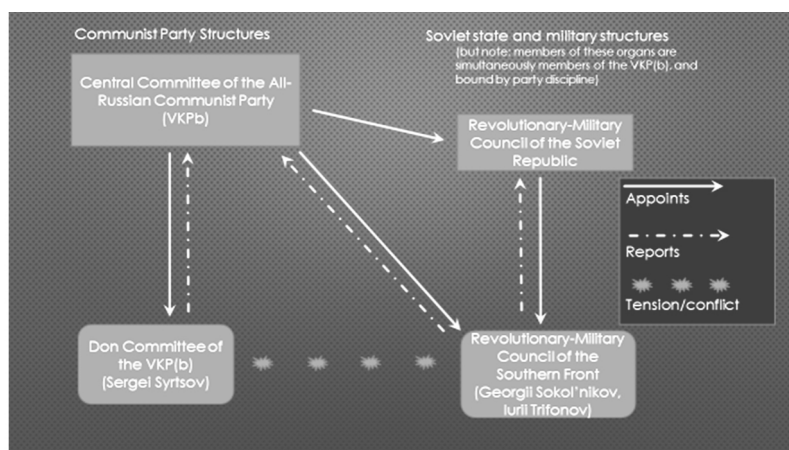 Communist Party Structures
Soviet state and military structures
(but note: members of these organs are
simultaneously members of the VKP(b), and
bound by party discipline)
Central Committee of the All-
Russian Communist Party
(VKPb)
Revolutionary-Military
Council of the Soviet
Republic
Appoints
Reports
Tension/conflict
Don Committee of
the VKP(b)
(Sergei Syrtsov)
Revolutionary-Military
Council of the
Southern Front
(Georgii Sokol'nikov,
Iurii Trifonov)